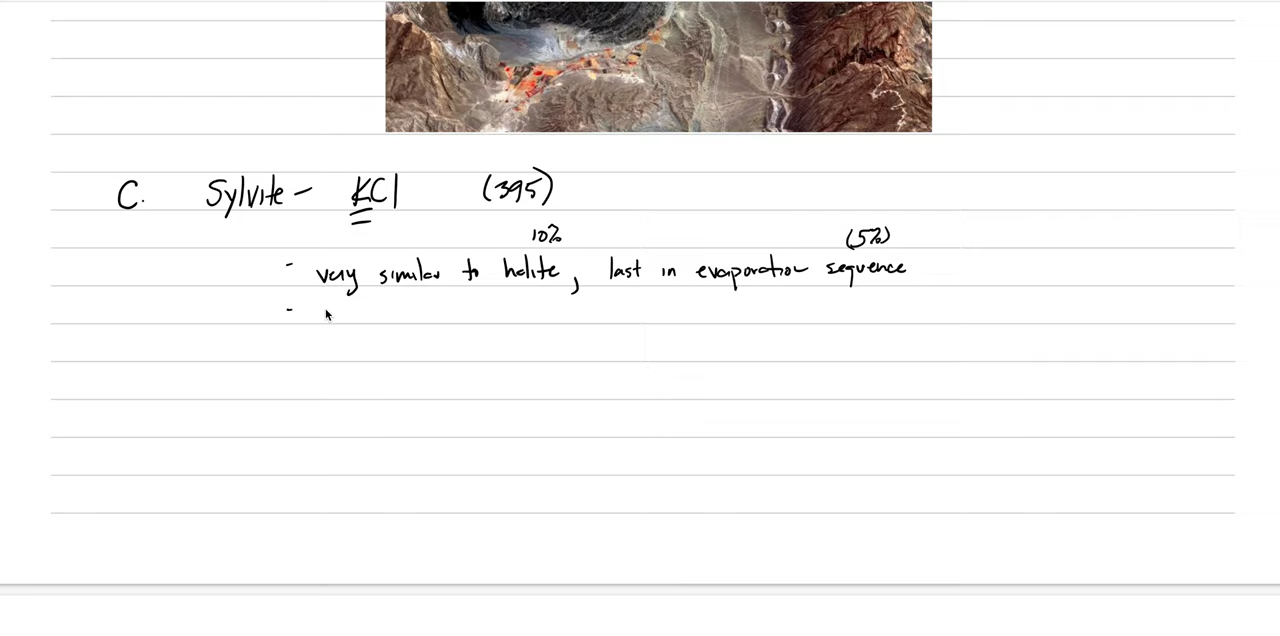 C. Sylvite - KCl (395)
10% (5%)
- very similar to halite, last in evaporation sequence
-